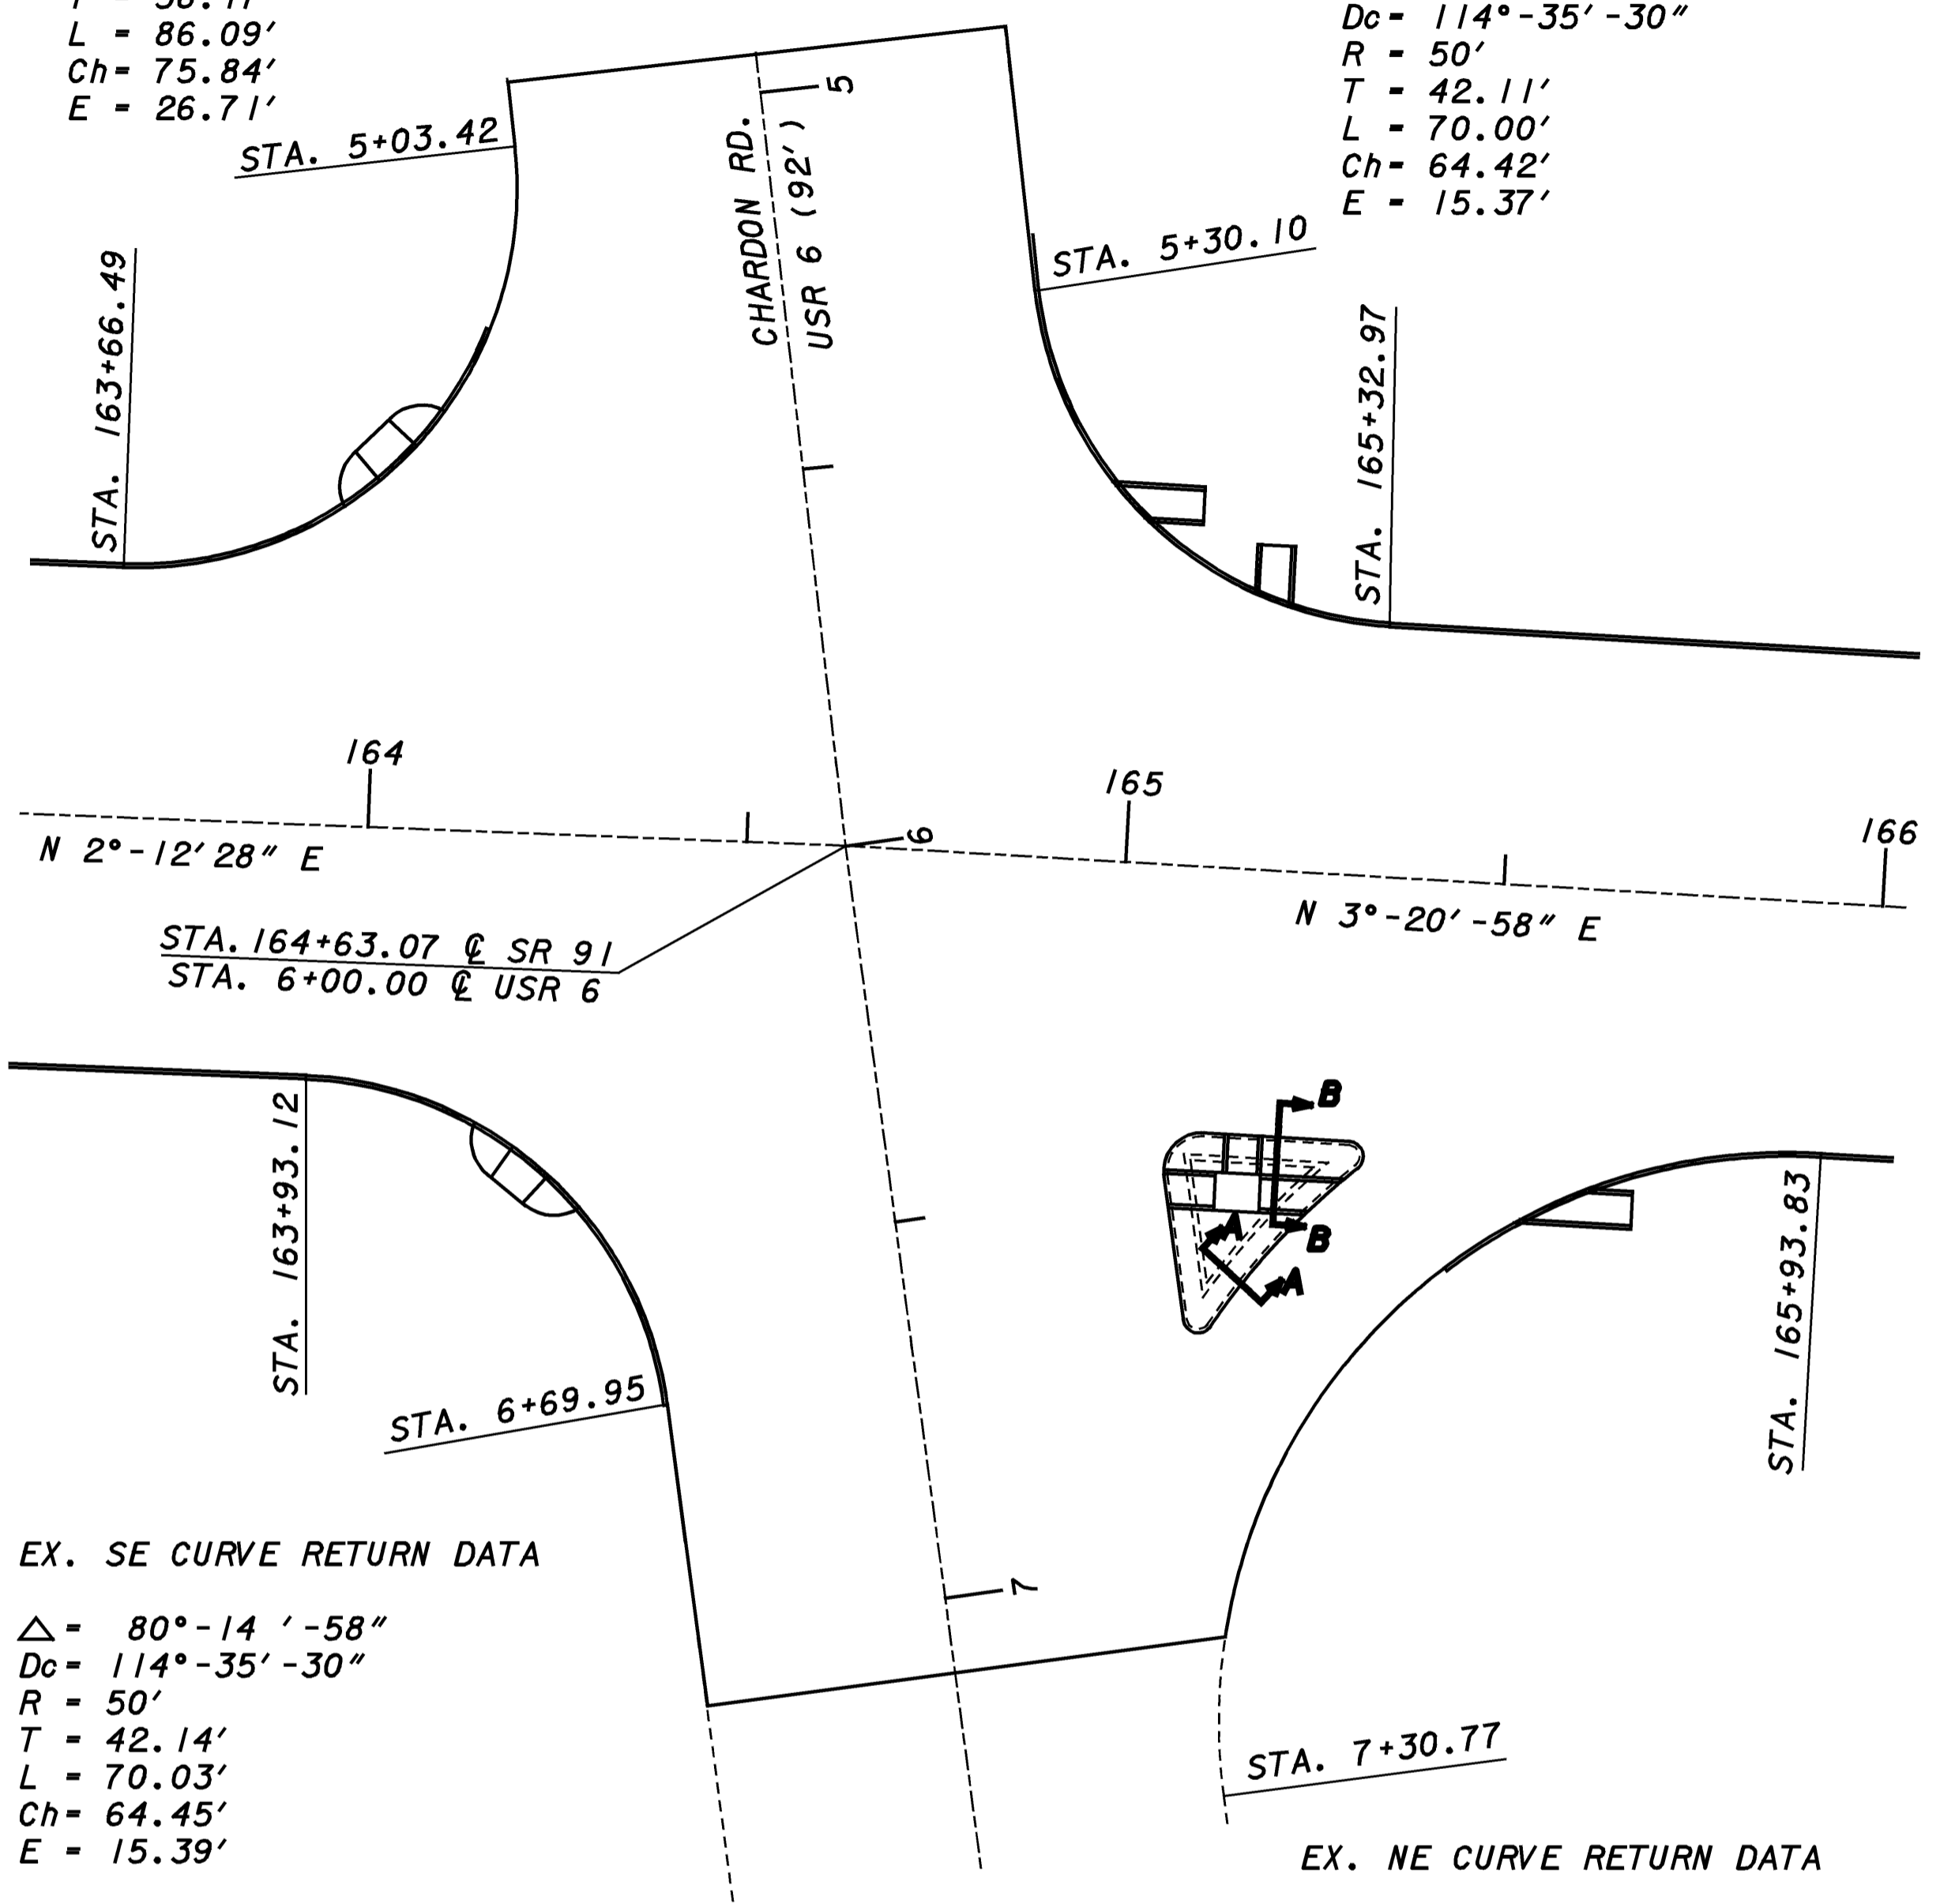 L = 86.09'
Ch= 75.84'
E = 26.71'
Dc= 114°-35'-30"
R = 50'
T = 42.11'
L = 70.00'
Ch= 64.42'
E = 15.37'
5
STA. 5+03.42
CHARDON RD.
USR 6 (92')
STA. 5+30.10
STA. 163+66.49
STA. 165+32.97
164
165
166
6
N 2°-12'28" E
N 3°-20'-58" E
STA. 164+63.07 ℄ SR 91
STA. 6+00.00 ℄ USR 6
B
B
A
A
STA. 163+93.12
STA. 165+93.83
STA. 6+69.95
7
EX. SE CURVE RETURN DATA
△= 80°-14 '-58"
Dc= 114°-35'-30"
R = 50'
T = 42.14'
L = 70.03'
Ch= 64.45'
E = 15.39'
STA. 7+30.77
EX. NE CURVE RETURN DATA